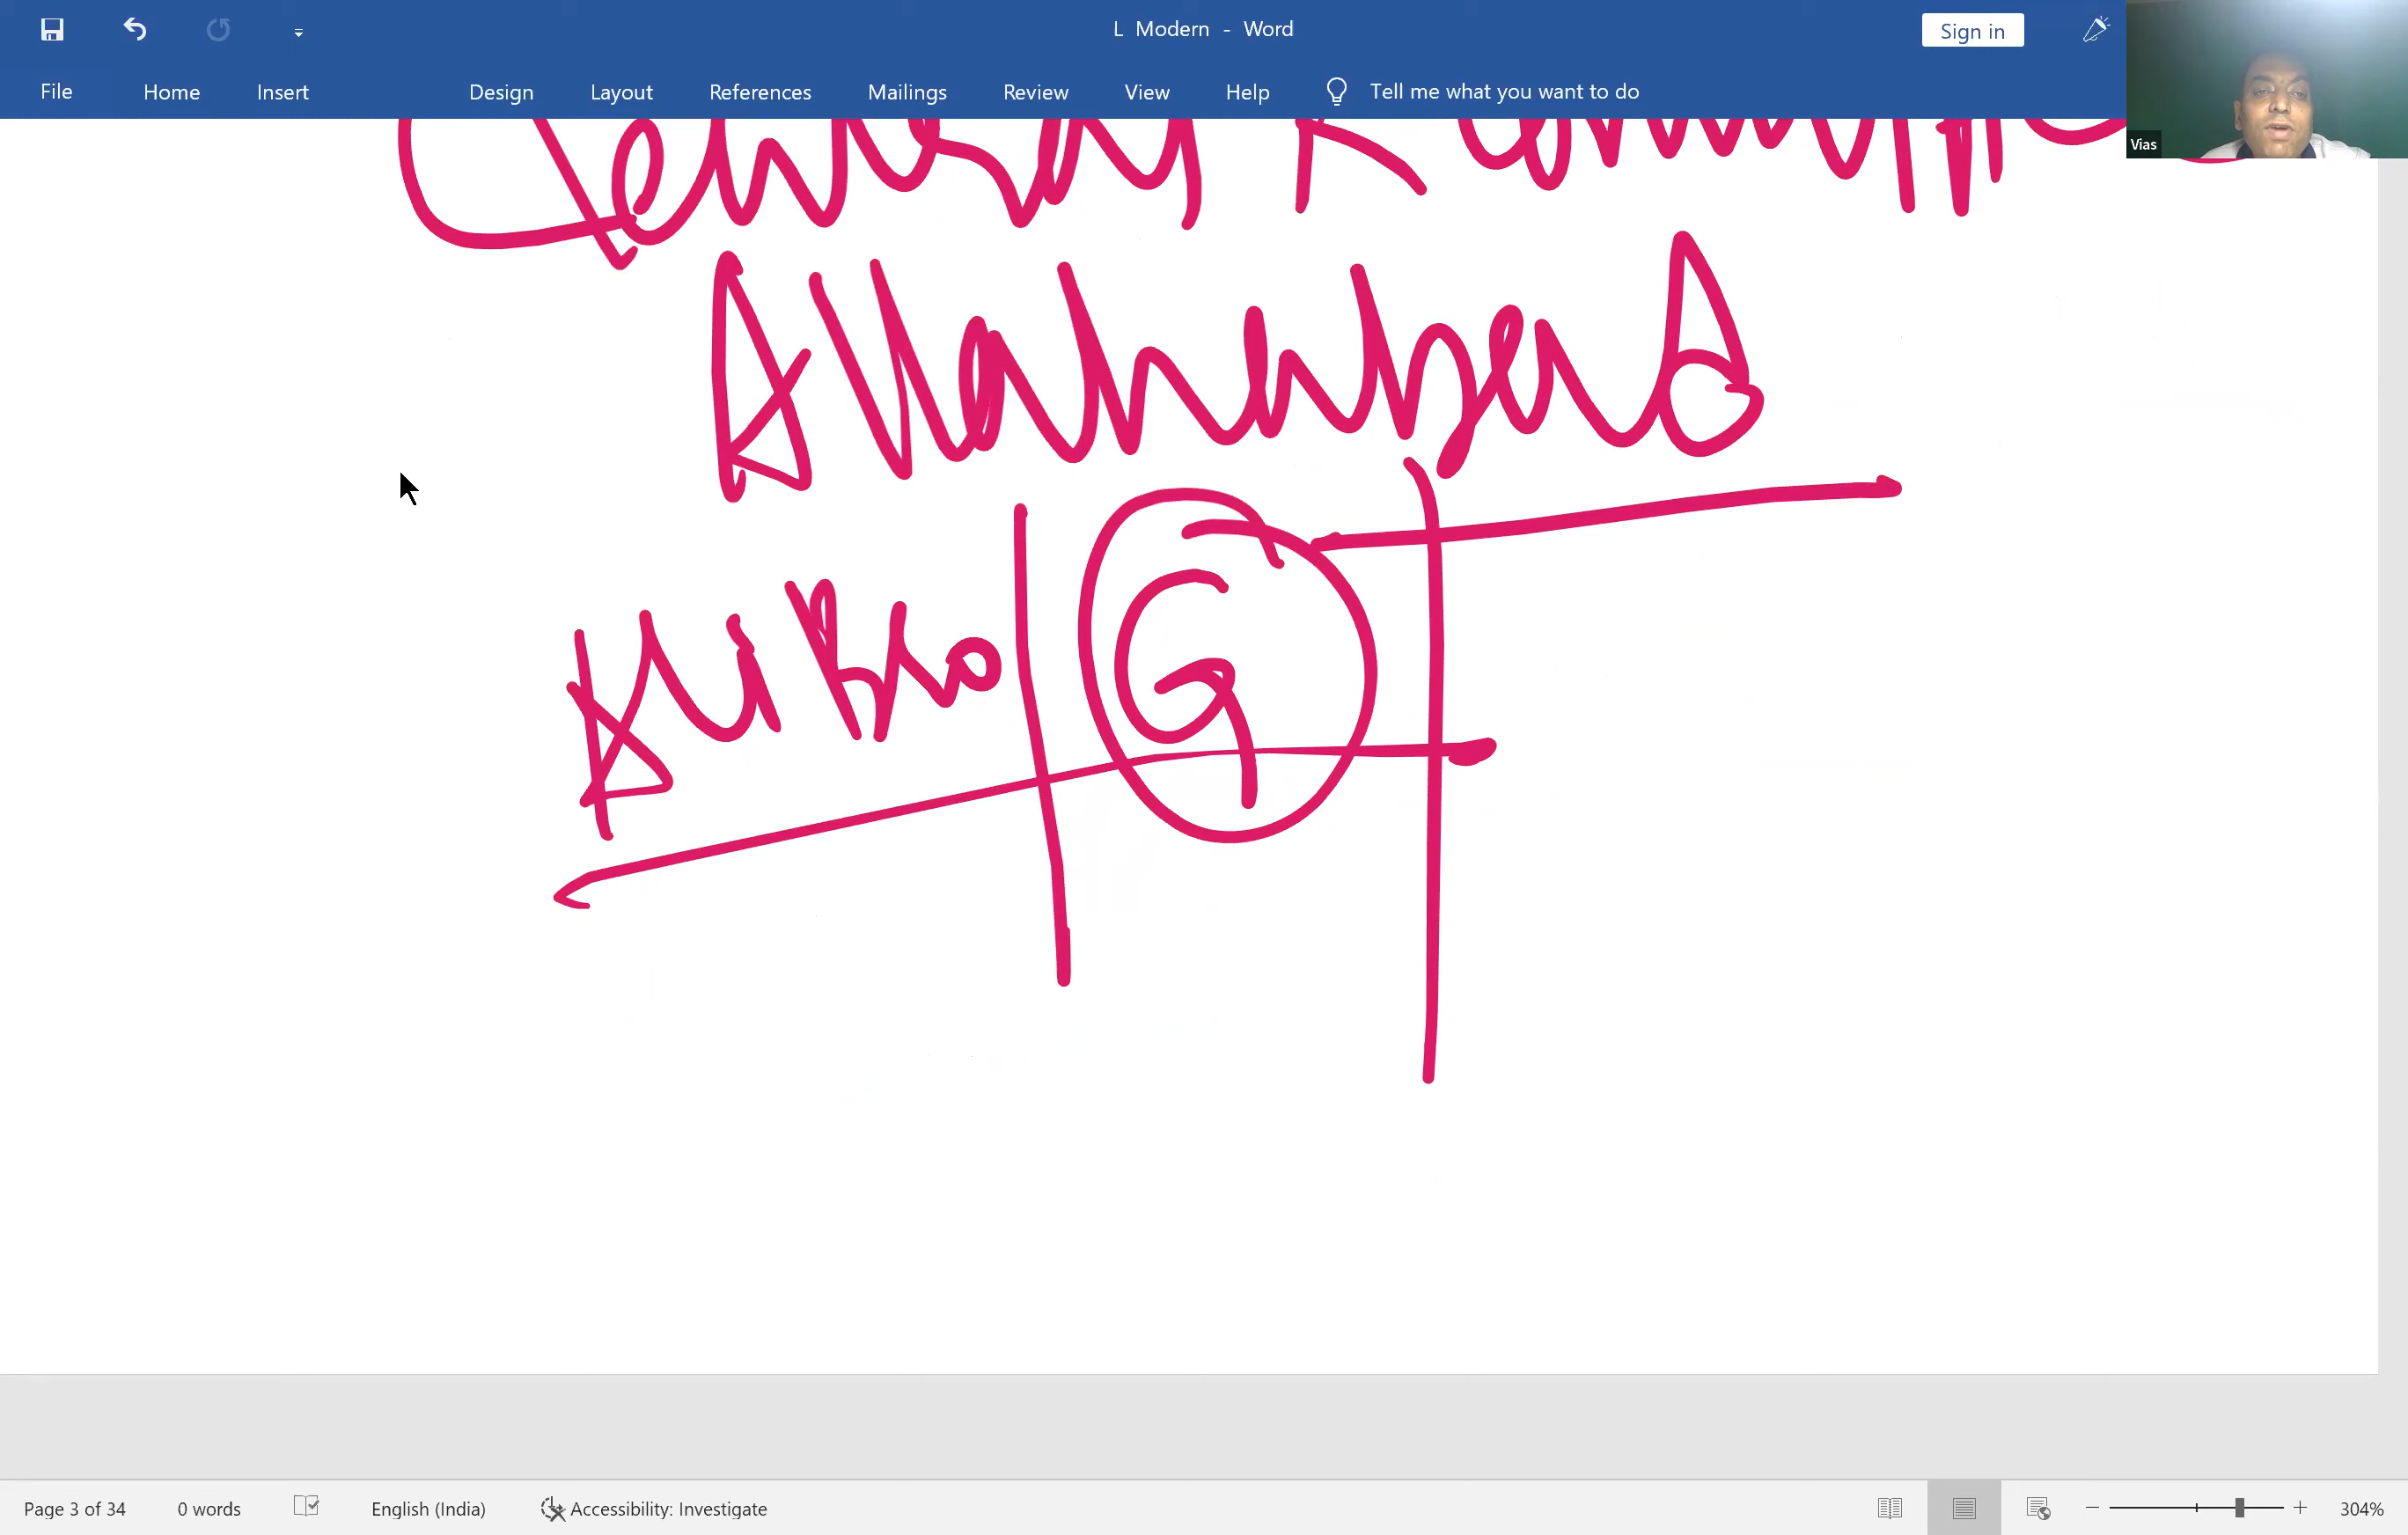 L Modern - Word
Sign in
File Home Insert Design Layout References Mailings Review View Help Tell me what you want to do
Vias
General
Allahabad
G
Page 3 of 34 0 words English (India) Accessibility: Investigate 304%